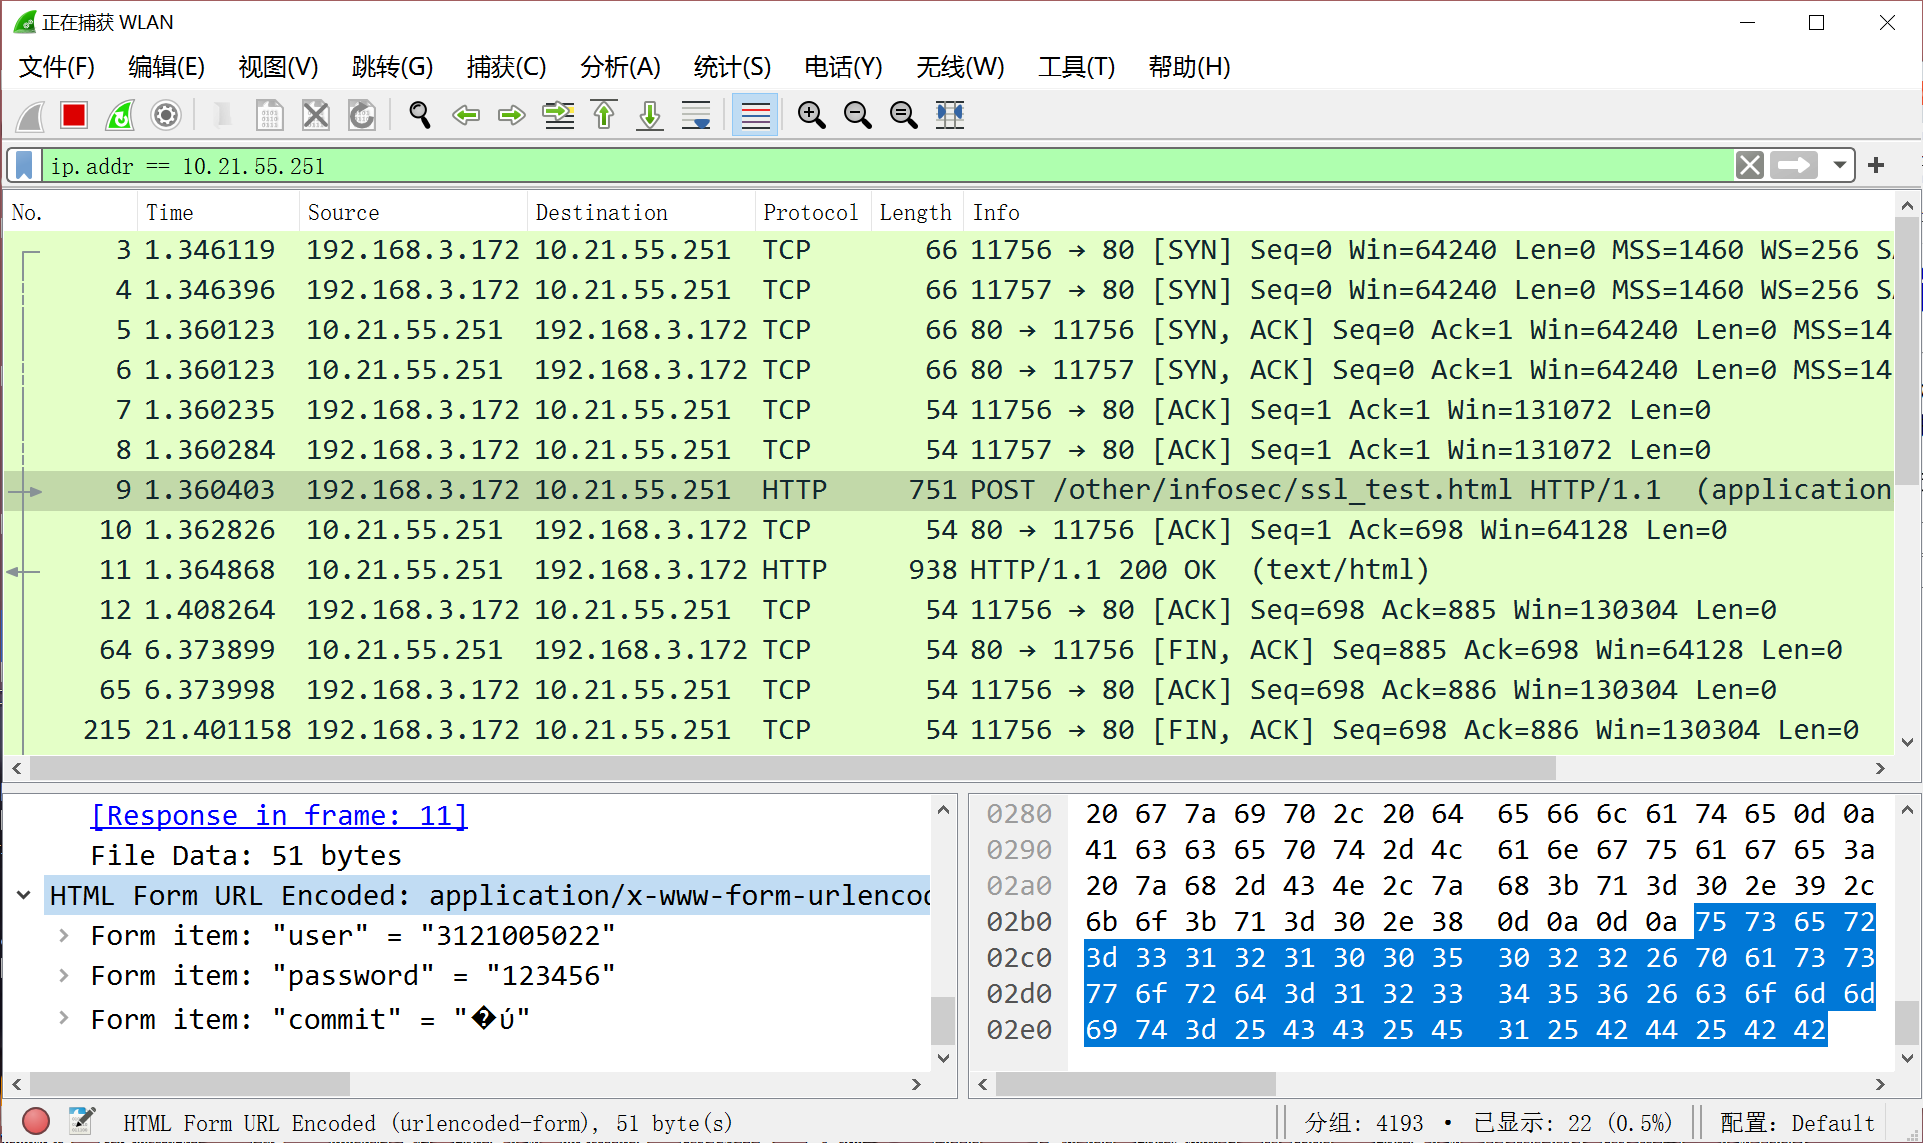 正在捕获 WLAN
文件(F) 编辑(E) 视图(V) 跳转(G) 捕获(C) 分析(A) 统计(S) 电话(Y) 无线(W) 工具(T) 帮助(H)
ip.addr == 10.21.55.251
No. Time Source Destination Protocol Length Info
3 1.346119 192.168.3.172 10.21.55.251 TCP 66 11756 → 80 [SYN] Seq=0 Win=64240 Len=0 MSS=1460 WS=256 S
4 1.346396 192.168.3.172 10.21.55.251 TCP 66 11757 → 80 [SYN] Seq=0 Win=64240 Len=0 MSS=1460 WS=256 S
5 1.360123 10.21.55.251 192.168.3.172 TCP 66 80 → 11756 [SYN, ACK] Seq=0 Ack=1 Win=64240 Len=0 MSS=14
6 1.360123 10.21.55.251 192.168.3.172 TCP 66 80 → 11757 [SYN, ACK] Seq=0 Ack=1 Win=64240 Len=0 MSS=14
7 1.360235 192.168.3.172 10.21.55.251 TCP 54 11756 → 80 [ACK] Seq=1 Ack=1 Win=131072 Len=0
8 1.360284 192.168.3.172 10.21.55.251 TCP 54 11757 → 80 [ACK] Seq=1 Ack=1 Win=131072 Len=0
9 1.360403 192.168.3.172 10.21.55.251 HTTP 751 POST /other/infosec/ssl_test.html HTTP/1.1 (application
10 1.362826 10.21.55.251 192.168.3.172 TCP 54 80 → 11756 [ACK] Seq=1 Ack=698 Win=64128 Len=0
11 1.364868 10.21.55.251 192.168.3.172 HTTP 938 HTTP/1.1 200 OK (text/html)
12 1.408264 192.168.3.172 10.21.55.251 TCP 54 11756 → 80 [ACK] Seq=698 Ack=885 Win=130304 Len=0
64 6.373899 10.21.55.251 192.168.3.172 TCP 54 80 → 11756 [FIN, ACK] Seq=885 Ack=698 Win=64128 Len=0
65 6.373998 192.168.3.172 10.21.55.251 TCP 54 11756 → 80 [ACK] Seq=698 Ack=886 Win=130304 Len=0
215 21.401158 192.168.3.172 10.21.55.251 TCP 54 11756 → 80 [FIN, ACK] Seq=698 Ack=886 Win=130304 Len=0
[Response in frame: 11]
File Data: 51 bytes
HTML Form URL Encoded: application/x-www-form-urlencod
Form item: "user" = "3121005022"
Form item: "password" = "123456"
Form item: "commit" = "�ύ"
0280 20 67 7a 69 70 2c 20 64 65 66 6c 61 74 65 0d 0a
0290 41 63 63 65 70 74 2d 4c 61 6e 67 75 61 67 65 3a
02a0 20 7a 68 2d 43 4e 2c 7a 68 3b 71 3d 30 2e 39 2c
02b0 6b 6f 3b 71 3d 30 2e 38 0d 0a 0d 0a 75 73 65 72
02c0 3d 33 31 32 31 30 30 35 30 32 32 26 70 61 73 73
02d0 77 6f 72 64 3d 31 32 33 34 35 36 26 63 6f 6d 6d
02e0 69 74 3d 25 43 43 25 45 31 25 42 44 25 42 42
HTML Form URL Encoded (urlencoded-form), 51 byte(s)
分组: 4193 • 已显示: 22 (0.5%)
配置: Default